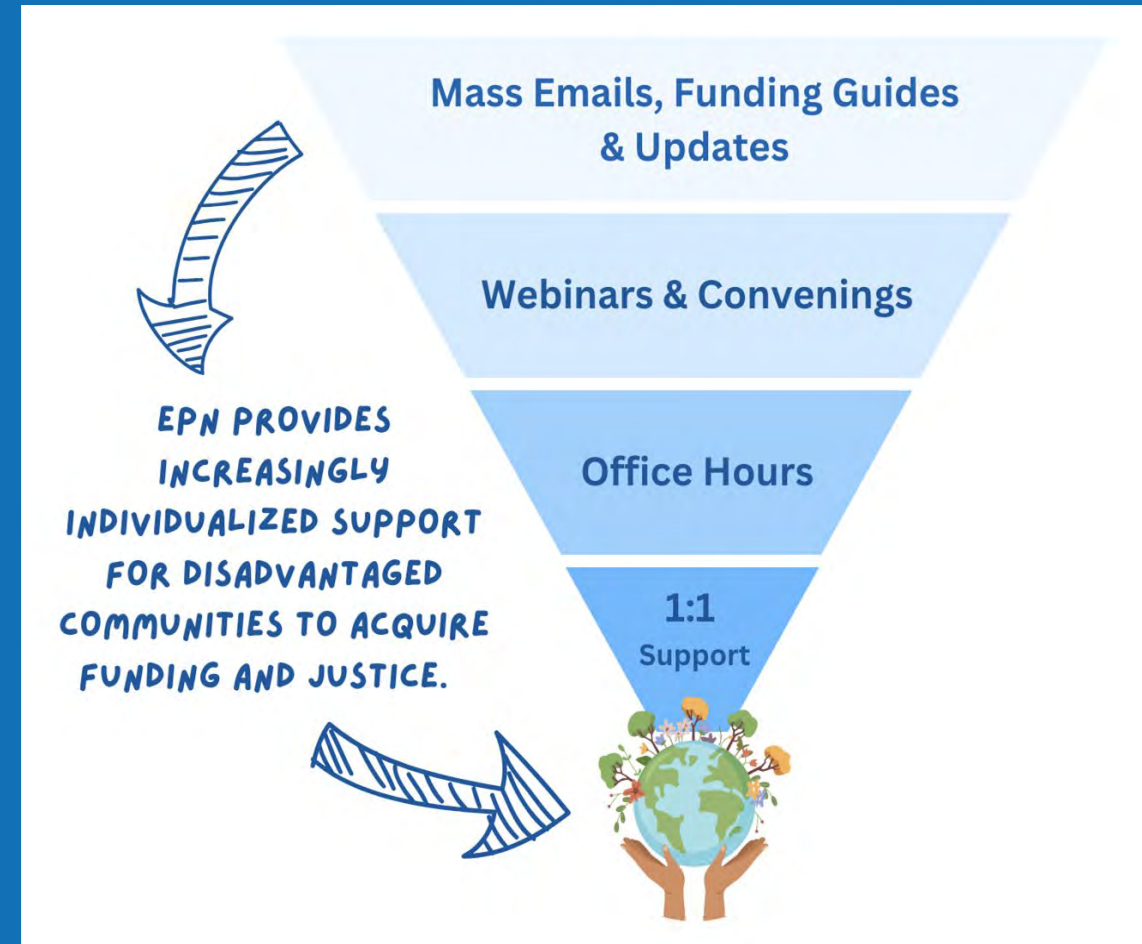 Mass Emails, Funding Guides
& Updates
Webinars & Convenings
Office Hours
1:1
Support
EPN PROVIDES
INCREASINGLY
INDIVIDUALIZED SUPPORT
FOR DISADVANTAGED
COMMUNITIES TO ACQUIRE
FUNDING AND JUSTICE.